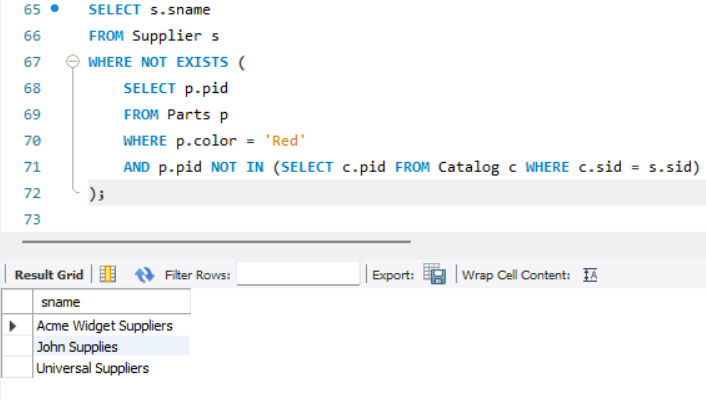 65 SELECT s.sname
66 FROM Supplier s
67 WHERE NOT EXISTS (
68 SELECT p.pid
69 FROM Parts p
70 WHERE p.color = 'Red'
71 AND p.pid NOT IN (SELECT c.pid FROM Catalog c WHERE c.sid = s.sid)
72 );
73
Result Grid Filter Rows: Export: Wrap Cell Content: IA
sname
Acme Widget Suppliers
John Supplies
Universal Suppliers